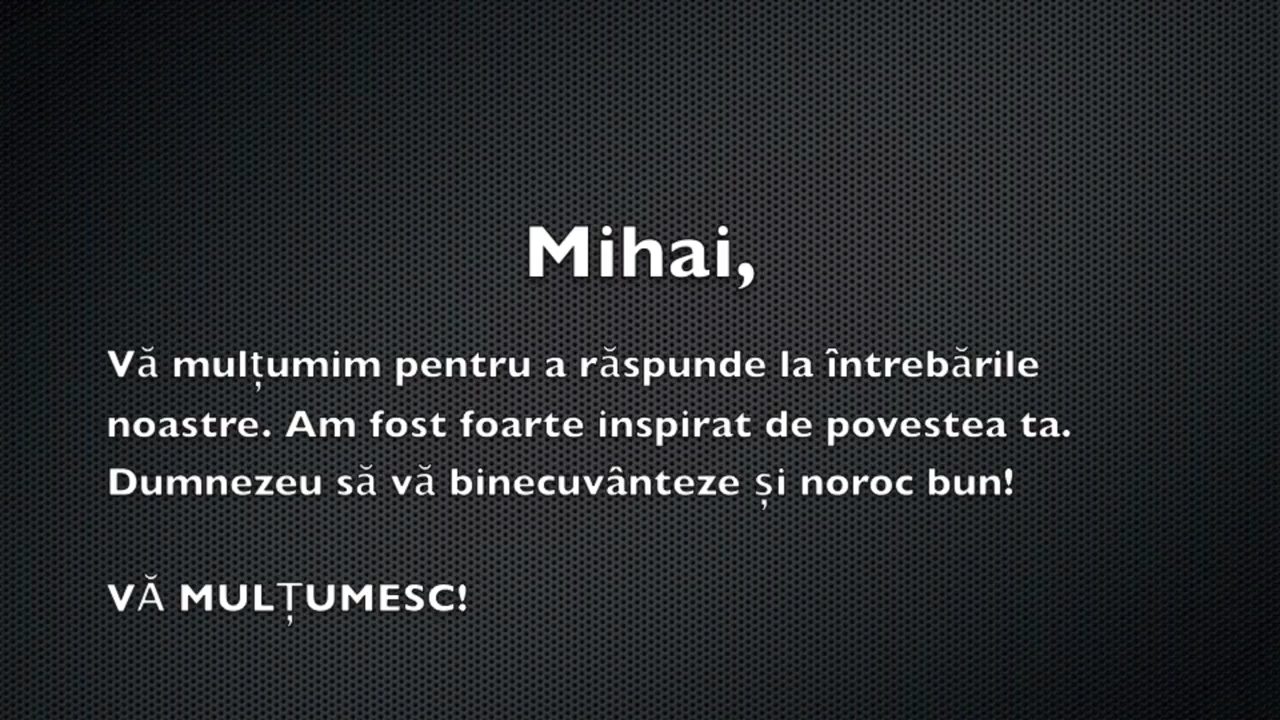 Mihai,
Vă mulțumim pentru a răspunde la întrebările
noastre. Am fost foarte inspirat de povestea ta.
Dumnezeu să vă binecuvânteze și noroc bun!
VĂ MULȚUMESC!